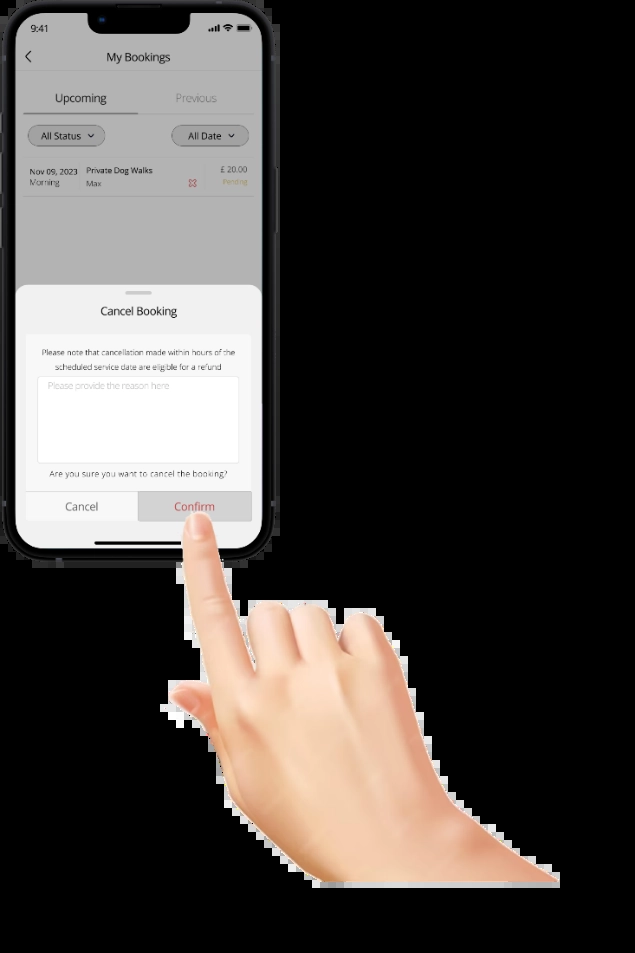 9:41
My Bookings
Upcoming
Previous
All Status
All Date
Nov 09, 2023
Private Dog Walks
£ 20.00
Morning
Max
Pending
Cancel Booking
Please note that cancellation made within hours of the
scheduled service date are eligible for a refund
Please provide the reason here
Are you sure you want to cancel the booking?
Cancel
Confirm